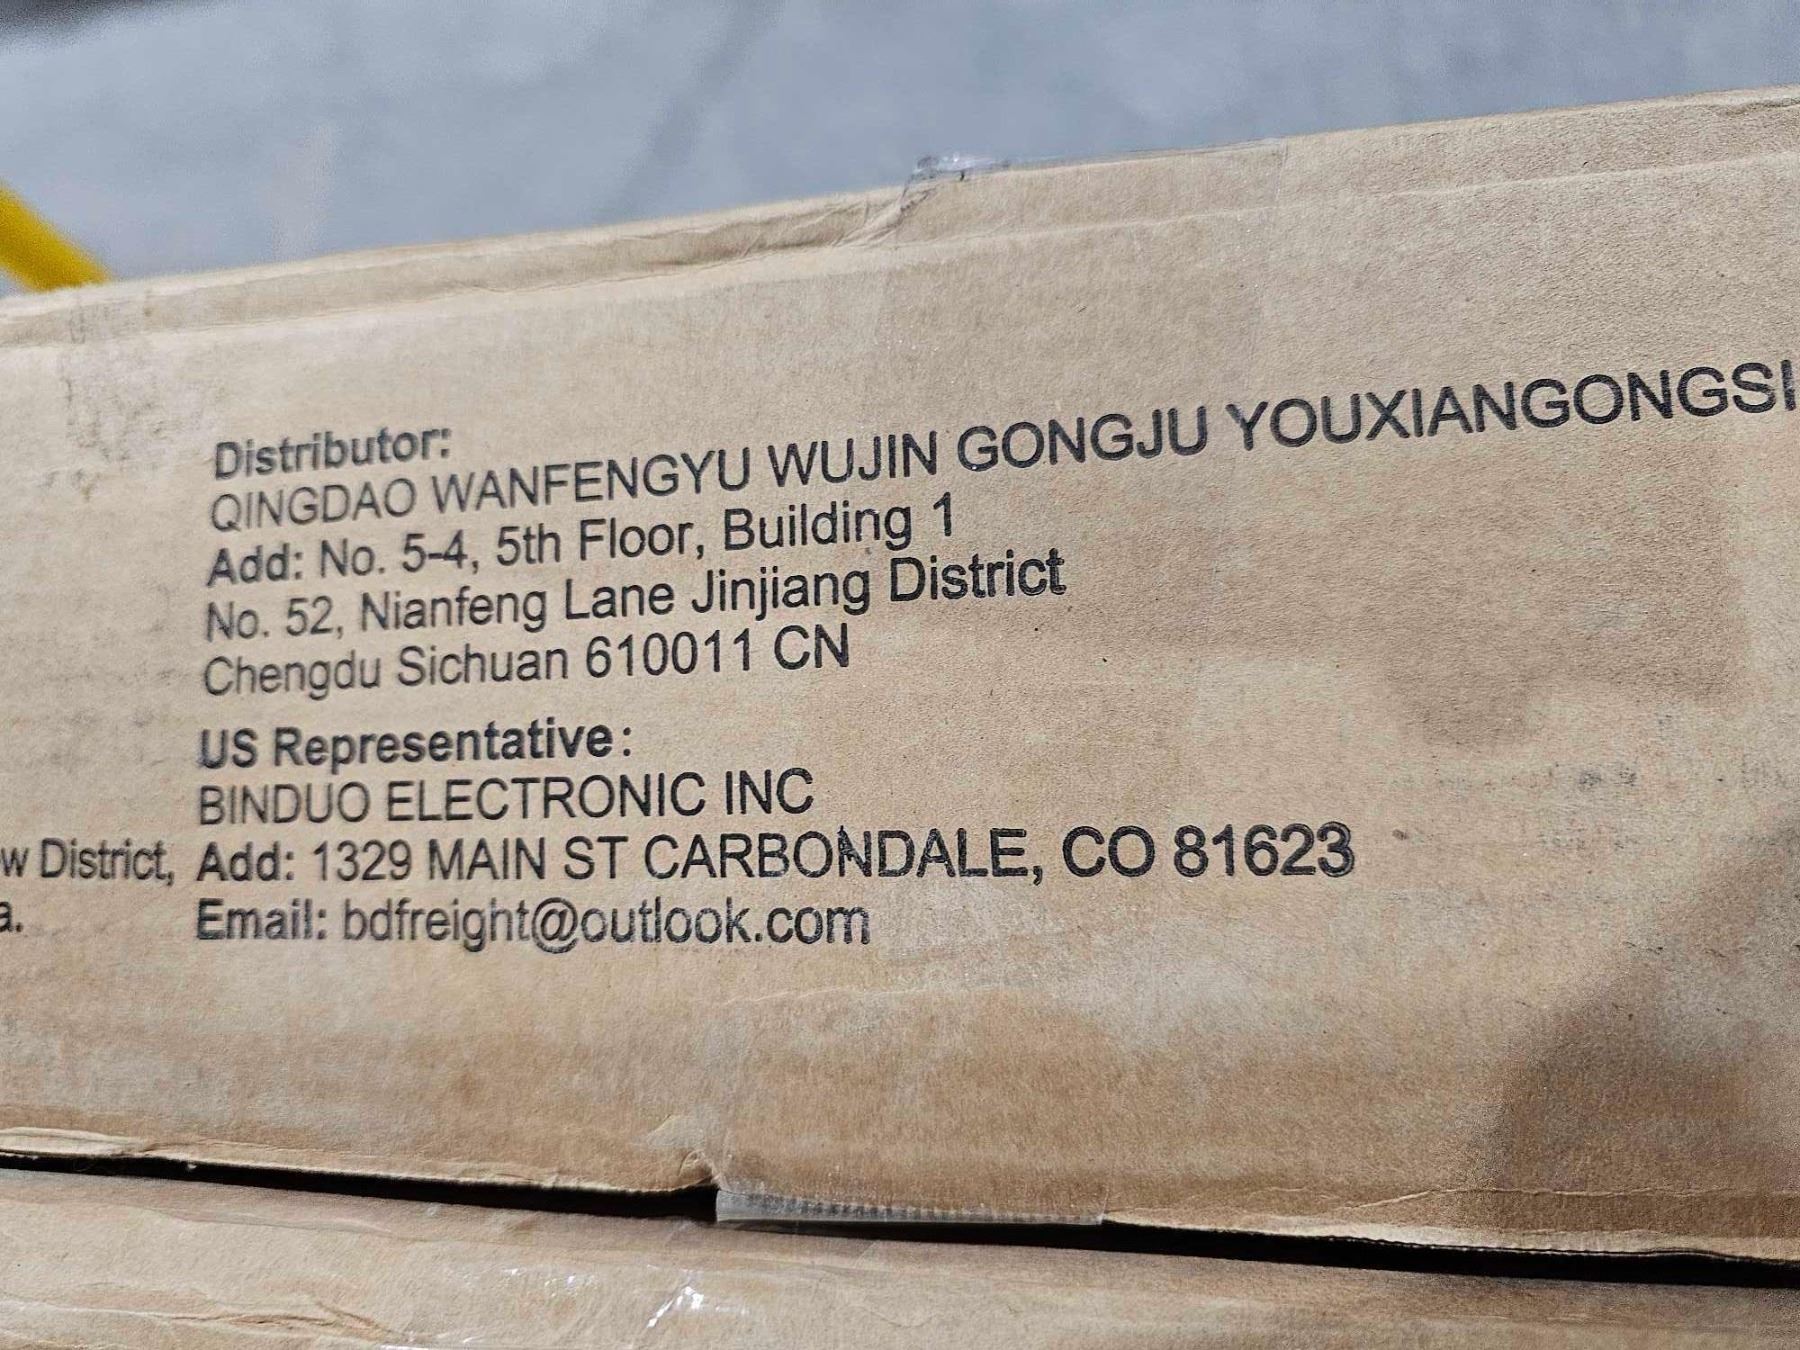 Distributor:
QINGDAO WANFENGYU WUJIN GONGJU YOUXIANGONGSI
Add: No. 5-4, 5th Floor, Building 1
No. 52, Nianfeng Lane Jinjiang District
Chengdu Sichuan 610011 CN
US Representative:
BINDUO ELECTRONIC INC
w District, Add: 1329 MAIN ST CARBONDALE, CO 81623
a. Email: bdfreight@outlook.com